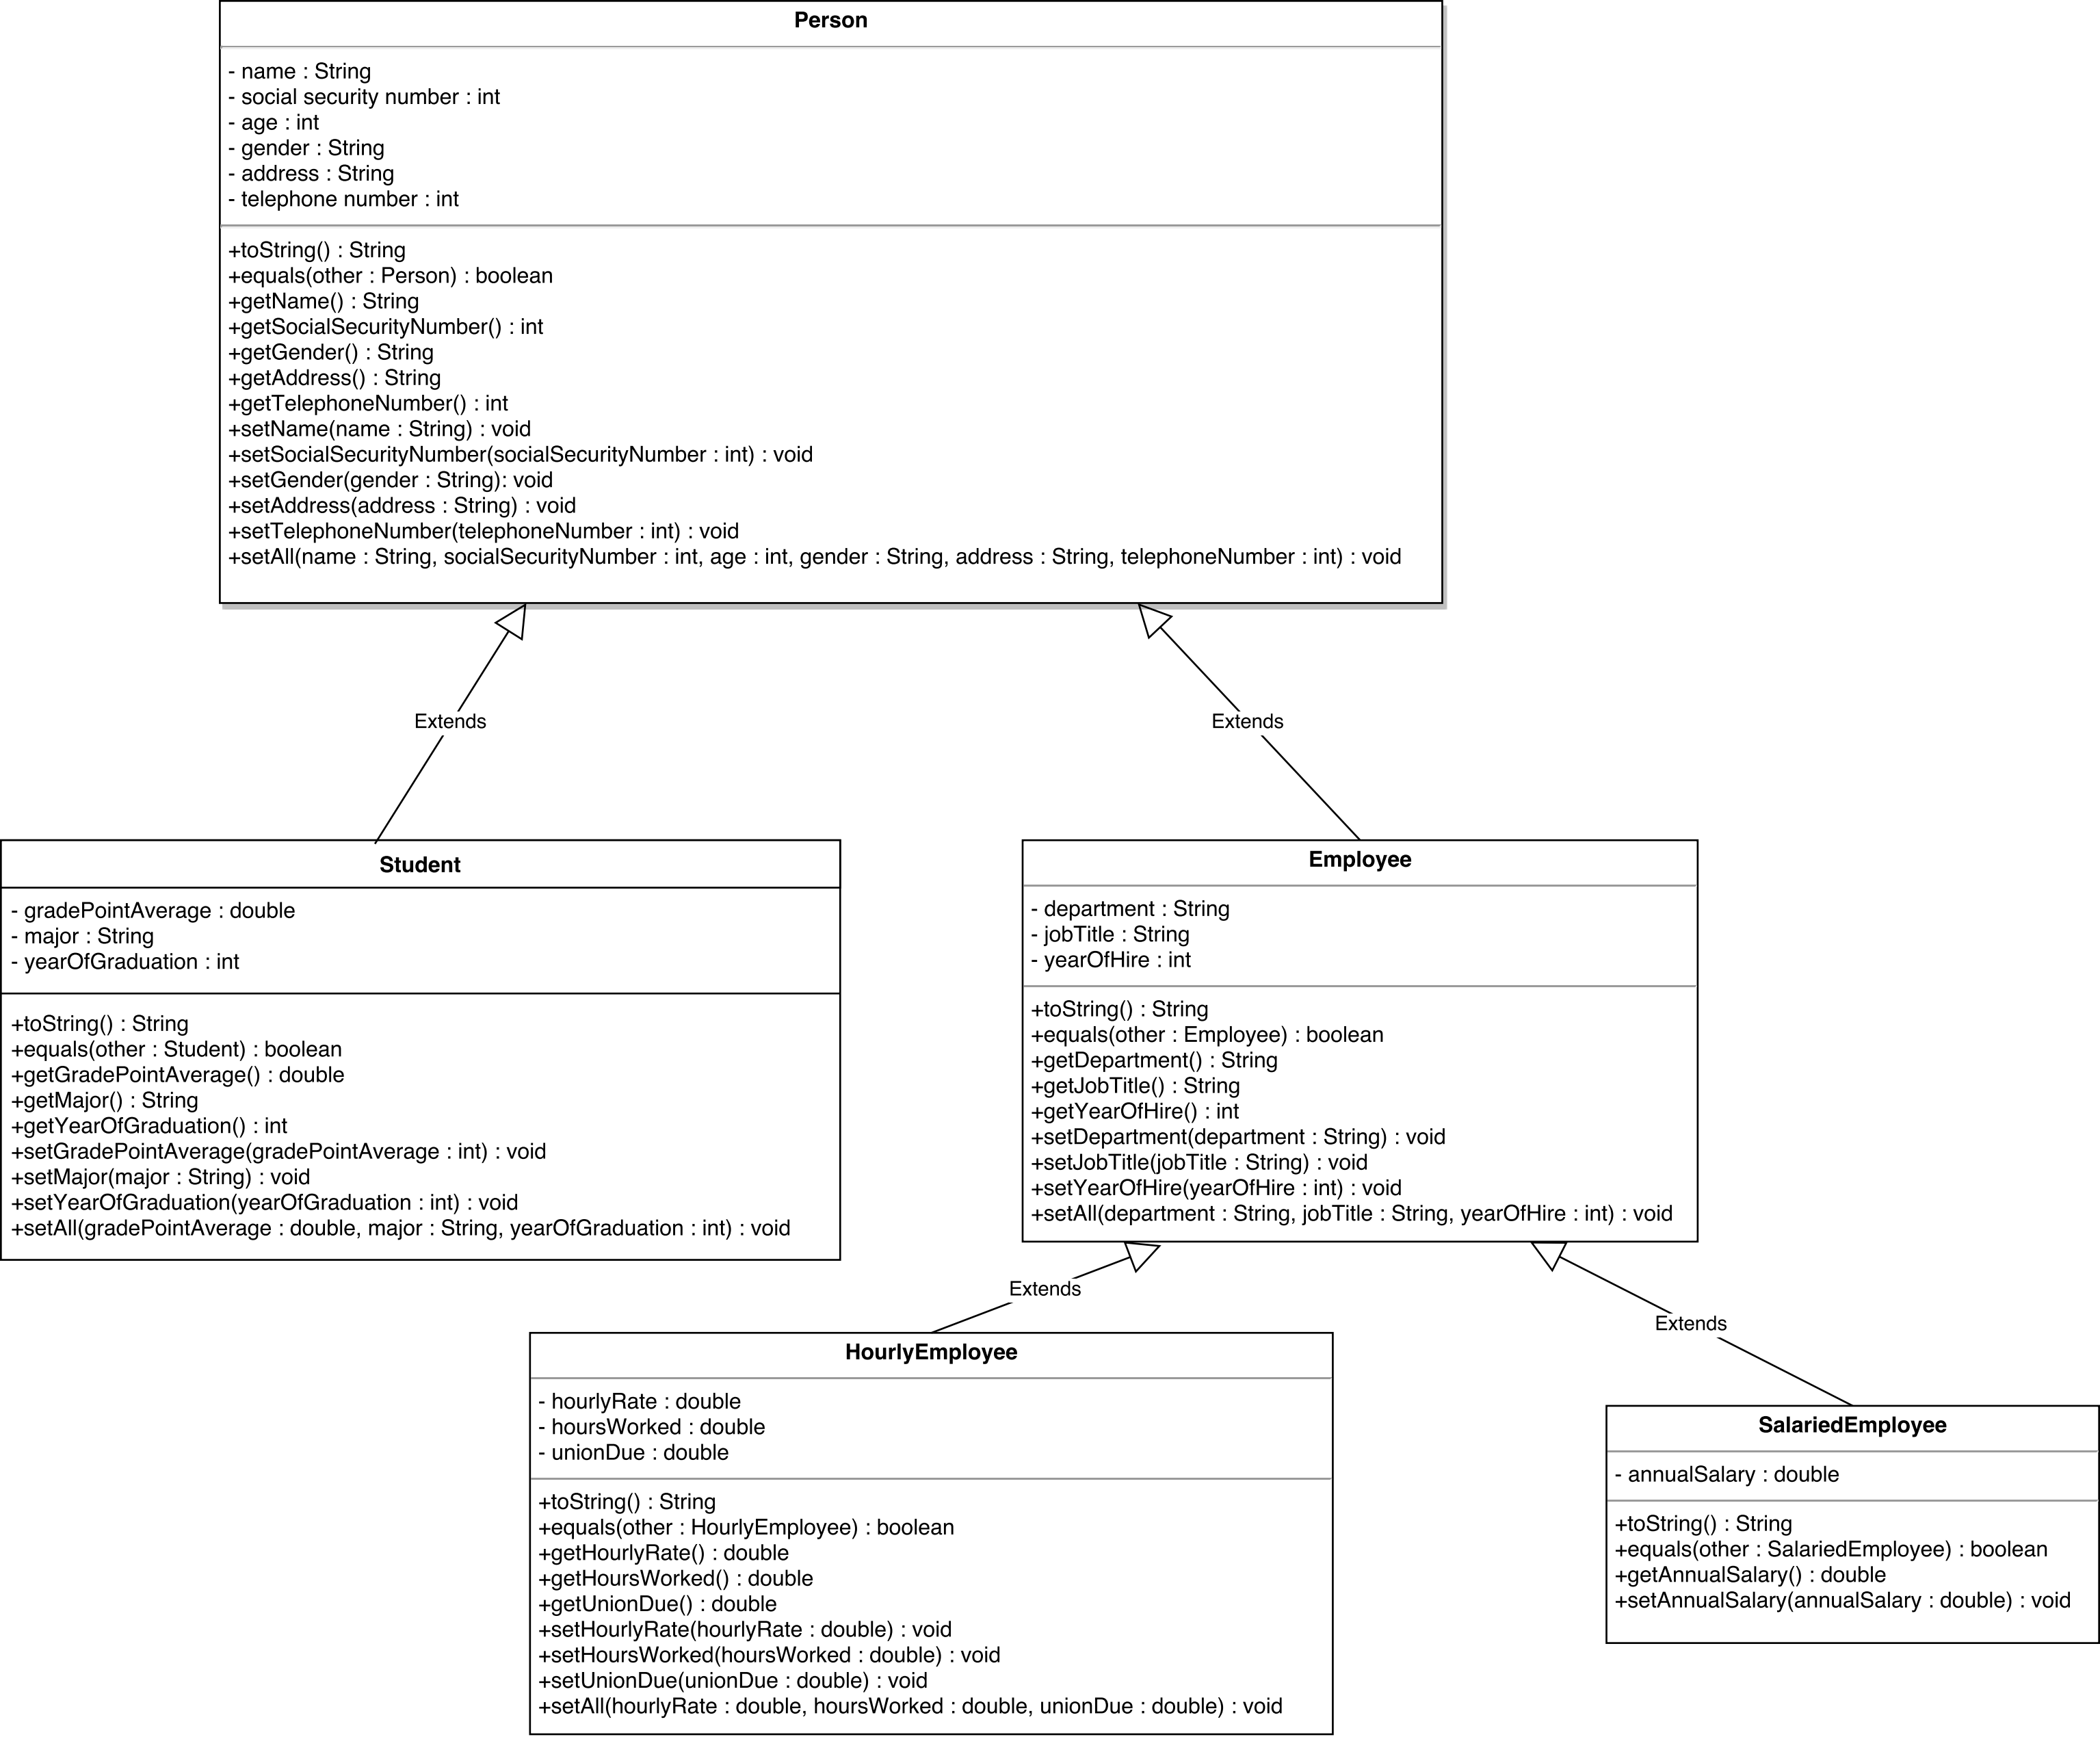 Person
- name : String
- social security number : int
- age : int
- gender : String
- address : String
- telephone number : int
+toString() : String
+equals(other : Person) : boolean
+getName() : String
+getSocialSecurityNumber() : int
+getGender() : String
+getAddress() : String
+getTelephoneNumber() : int
+setName(name : String) : void
+setSocialSecurityNumber(socialSecurityNumber : int) : void
+setGender(gender : String): void
+setAddress(address : String) : void
+setTelephoneNumber(telephoneNumber : int) : void
+setAll(name : String, socialSecurityNumber : int, age : int, gender : String, address : String, telephoneNumber : int) : void
Extends
Extends
Student
- gradePointAverage : double
- major : String
- yearOfGraduation : int
+toString() : String
+equals(other : Student) : boolean
+getGradePointAverage() : double
+getMajor() : String
+getYearOfGraduation() : int
+setGradePointAverage(gradePointAverage : int) : void
+setMajor(major : String) : void
+setYearOfGraduation(yearOfGraduation : int) : void
+setAll(gradePointAverage : double, major : String, yearOfGraduation : int) : void
Employee
- department : String
- jobTitle : String
- yearOfHire : int
+toString() : String
+equals(other : Employee) : boolean
+getDepartment() : String
+getJobTitle() : String
+getYearOfHire() : int
+setDepartment(department : String) : void
+setJobTitle(jobTitle : String) : void
+setYearOfHire(yearOfHire : int) : void
+setAll(department : String, jobTitle : String, yearOfHire : int) : void
Extends
Extends
HourlyEmployee
- hourlyRate : double
- hoursWorked : double
- unionDue : double
+toString() : String
+equals(other : HourlyEmployee) : boolean
+getHourlyRate() : double
+getHoursWorked() : double
+getUnionDue() : double
+setHourlyRate(hourlyRate : double) : void
+setHoursWorked(hoursWorked : double) : void
+setUnionDue(unionDue : double) : void
+setAll(hourlyRate : double, hoursWorked : double, unionDue : double) : void
SalariedEmployee
- annualSalary : double
+toString() : String
+equals(other : SalariedEmployee) : boolean
+getAnnualSalary() : double
+setAnnualSalary(annualSalary : double) : void